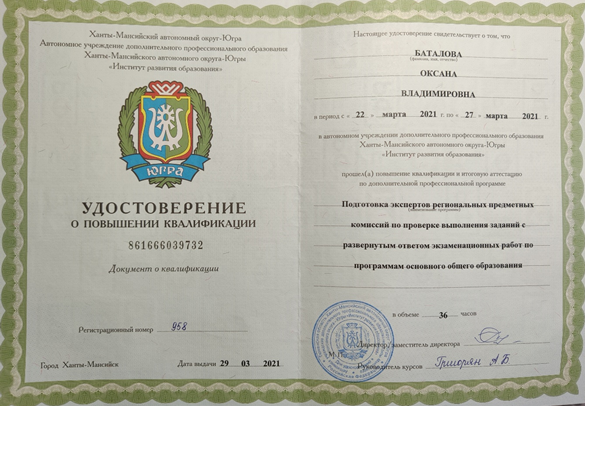 Ханты-Мансийский автономный округ-Югра
Автономное учреждение дополнительного профессионального образования
Ханты-Мансийского автономного округа-Югры
«Институт развития образования»
ЮГРА
УДОСТОВЕРЕНИЕ
О ПОВЫШЕНИИ КВАЛИФИКАЦИИ
861666039732
Документ о квалификации
Регистрационный номер 958
Город Ханты-Мансийск Дата выдачи 29 03 2021
Настоящее удостоверение свидетельствует о том, что
БАТАЛОВА
(фамилия, имя, отчество)
ОКСАНА
ВЛАДИМИРОВНА
в период с « 22 » марта 2021 г. по « 27 » марта 2021 г.
в автономном учреждении дополнительного профессионального образования
Ханты-Мансийского автономного округа-Югры
«Институт развития образования»
прошел(а) повышение квалификации и итоговую аттестацию
по дополнительной профессиональной программе
Подготовка экспертов региональных предметных
комиссий по проверке выполнения заданий с
развернутым ответом экзаменационных работ по
программам основного общего образования
в объеме 36 часов
Директор/заместитель директора
М.П.
Руководитель курсов Григорян А.Б